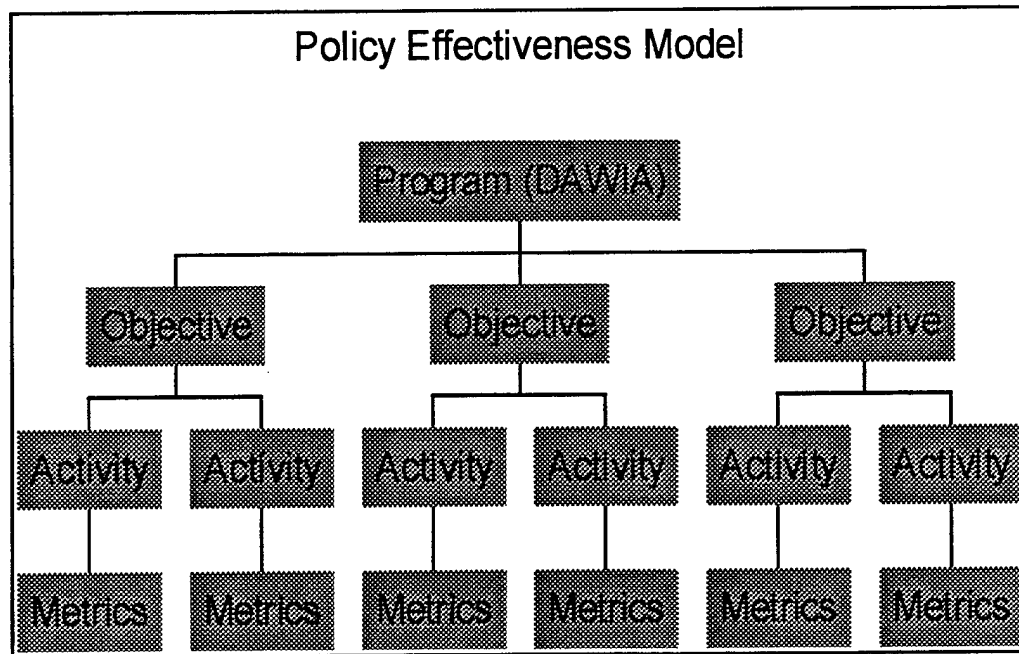 Policy Effectiveness Model
Program (DAWIA)
Objective Objective Objective
Activity Activity Activity Activity Activity Activity
Metrics Metrics Metrics Metrics Metrics Metrics